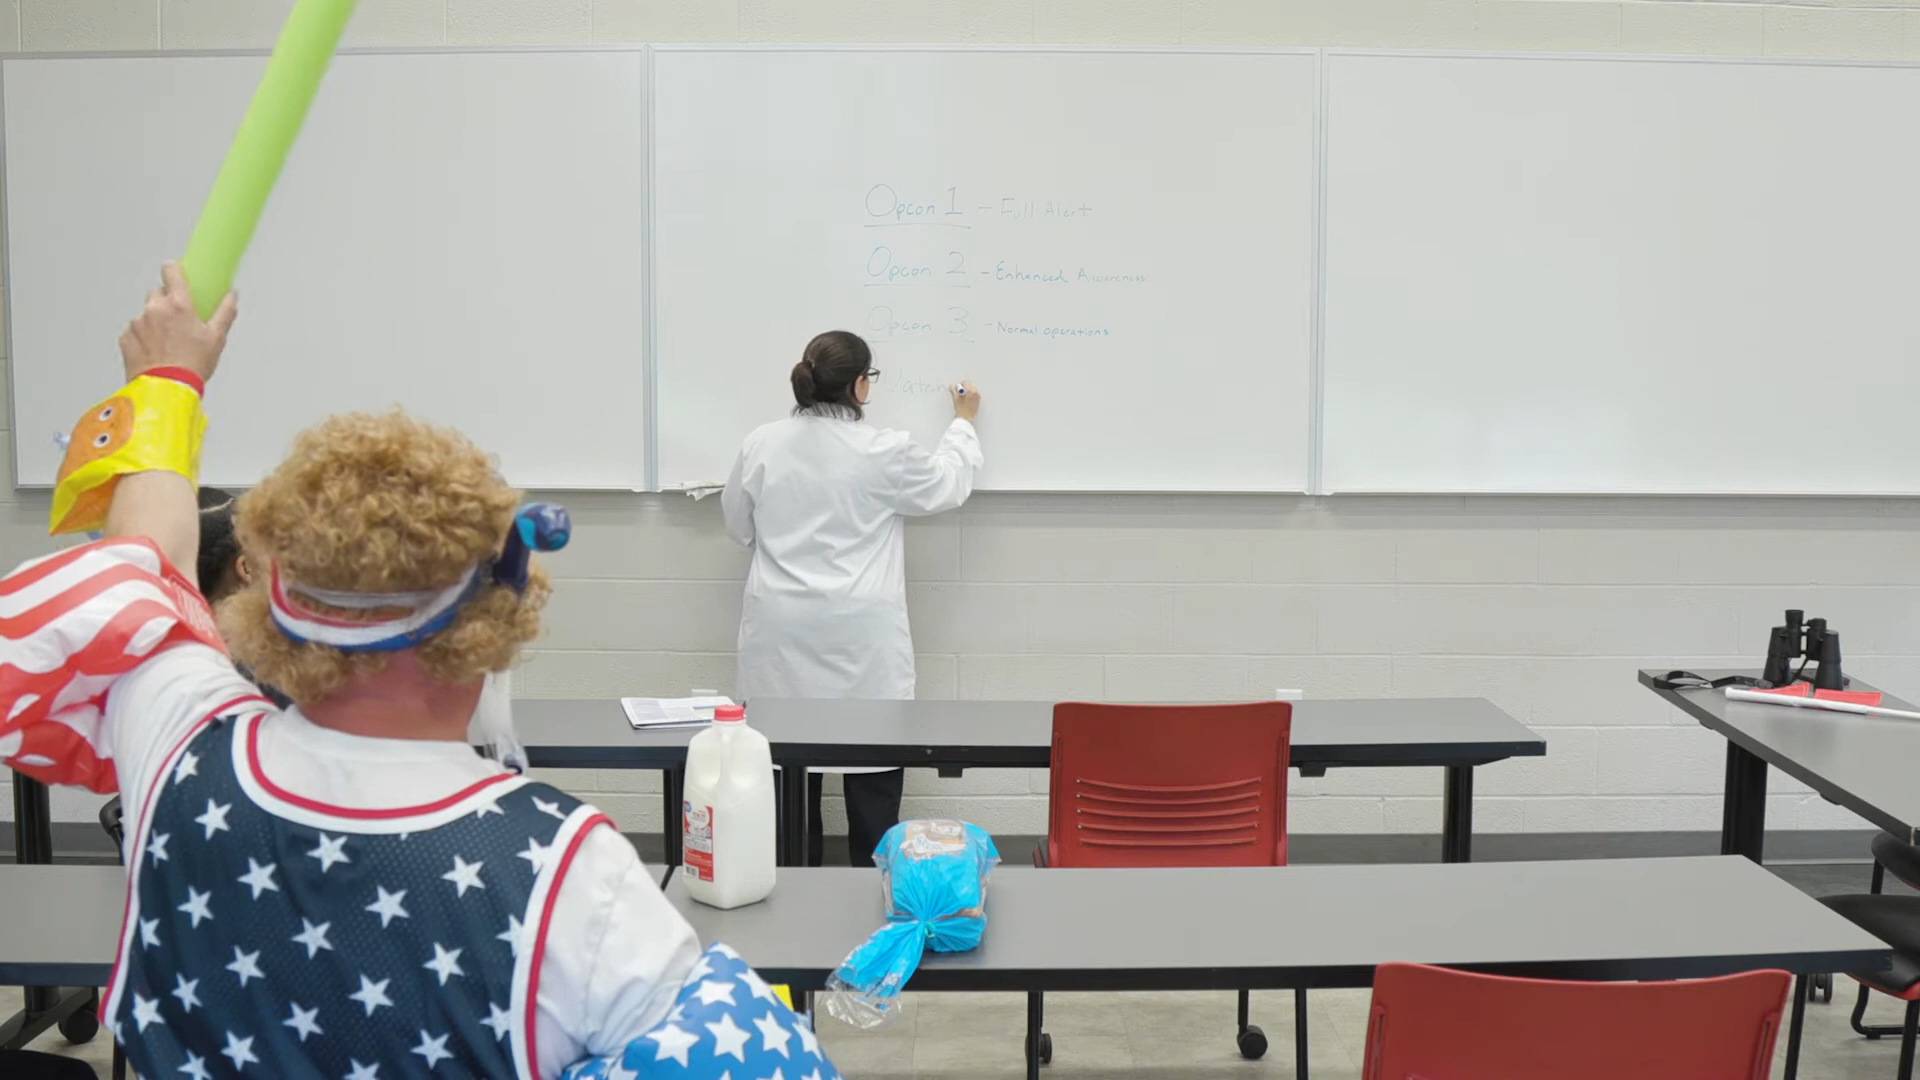 Opcon 1 - Full Alert
Opcon 2 - Enhanced Awareness
Opcon 3 - Normal operations